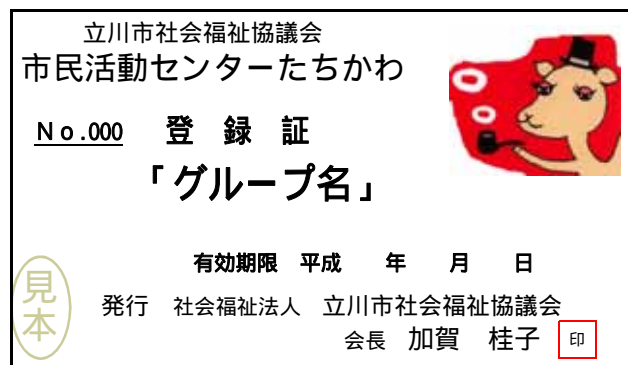 立川市社会福祉協議会
市民活動センターたちかわ
No.000 登 録 証
「グループ名」
有効期限 平成 年 月 日
見本
発行 社会福祉法人 立川市社会福祉協議会
会長 加賀 桂子 印